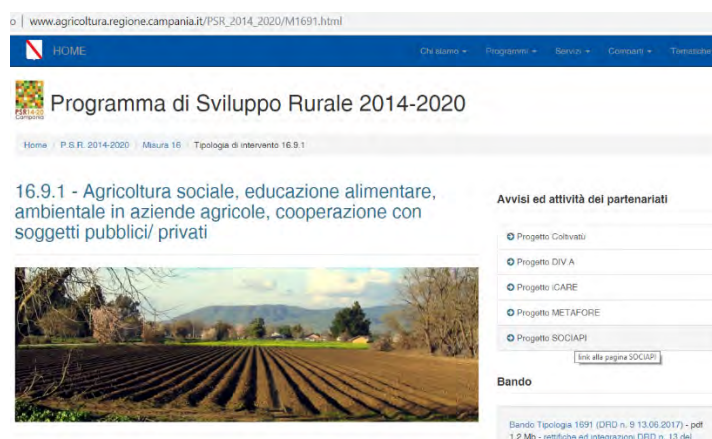 o | www.agricoltura.regione.campania.it/PSR_2014_2020/M1691.html
HOME
Chi siamo
Programmi
Servizi
Comparti
Tematiche
PSR14-20
Campania
Programma di Sviluppo Rurale 2014-2020
Home / P.S.R. 2014-2020 / Misura 16 / Tipologia di intervento 16.9.1
16.9.1 - Agricoltura sociale, educazione alimentare,
ambientale in aziende agricole, cooperazione con
soggetti pubblici/ privati
Avvisi ed attività dei partenariati
Progetto Coltivatù
Progetto DIV.A
Progetto iCARE
Progetto METAFORE
Progetto SOCIAPI
link alla pagina SOCIAPI
Bando
Bando Tipologia 1691 (DRD n. 9 13.06.2017) - pdf
1.2 Mb - rettifiche ed integrazioni DRD n. 13 del